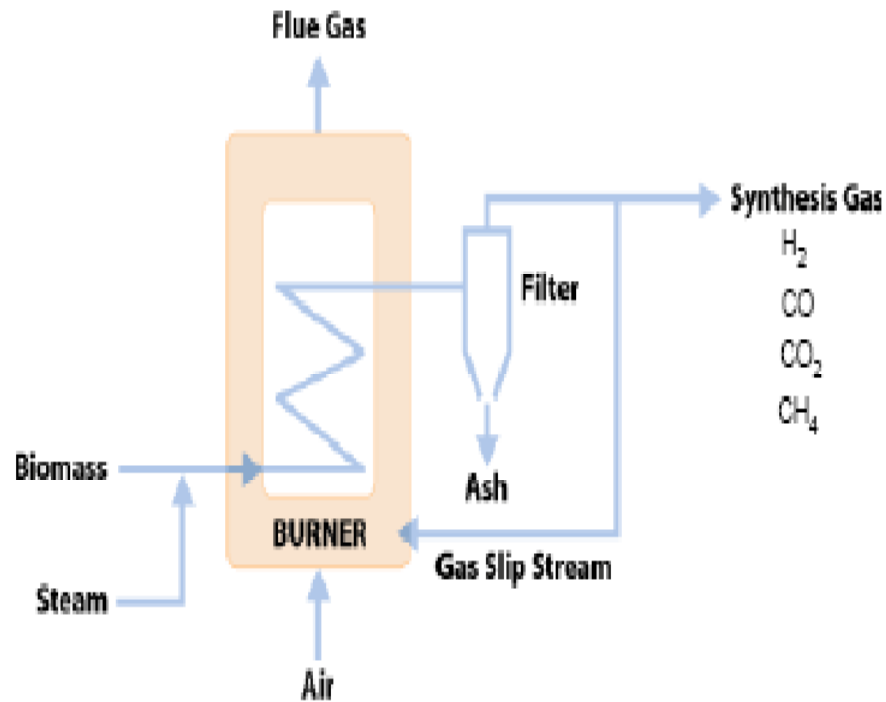 Flue Gas
Synthesis Gas
H₂
CO
CO₂
CH₄
Filter
Biomass
Ash
BURNER
Gas Slip Stream
Steam
Air